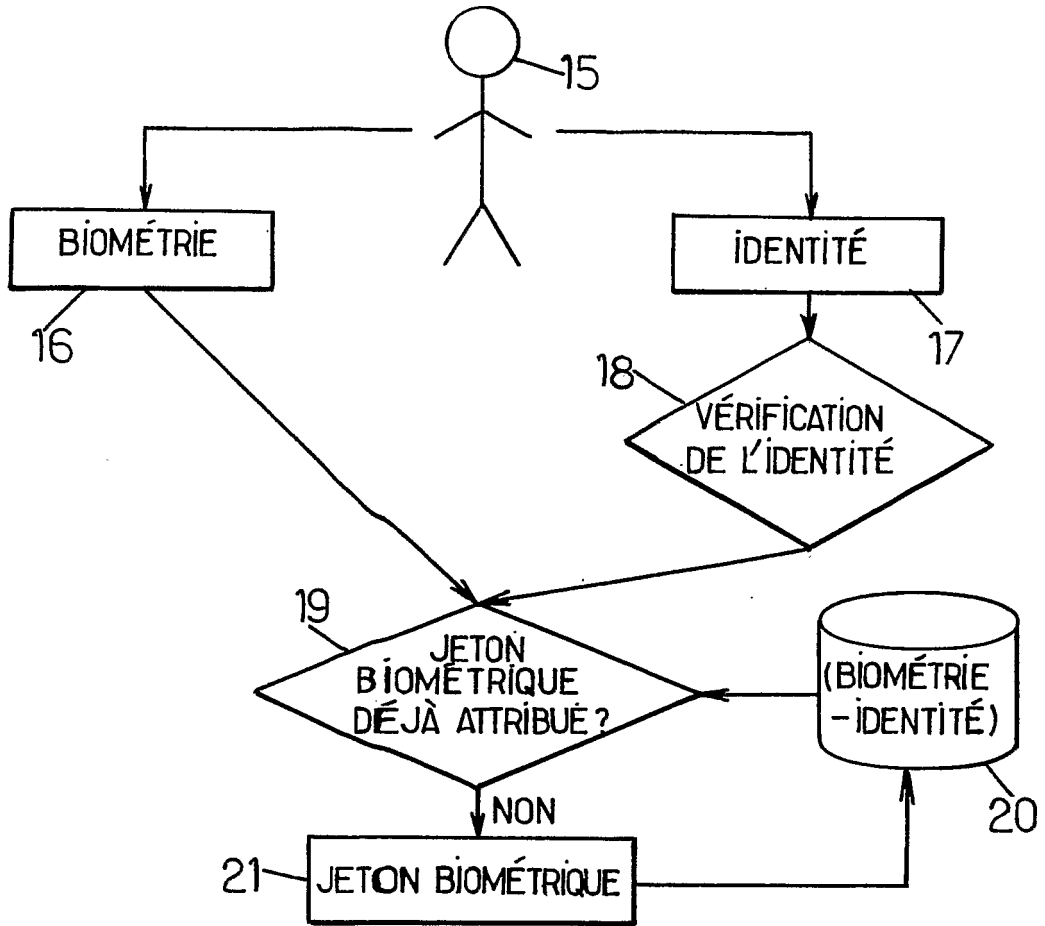 15
BIOMÉTRIE
16
IDENTITÉ
17
18
VÉRIFICATION
DE L'IDENTITÉ
19
JETON
BIOMÉTRIQUE
DÉJÀ ATTRIBUÉ ?
(BIOMÉTRIE
-IDENTITÉ)
20
NON
21
JETON BIOMÉTRIQUE